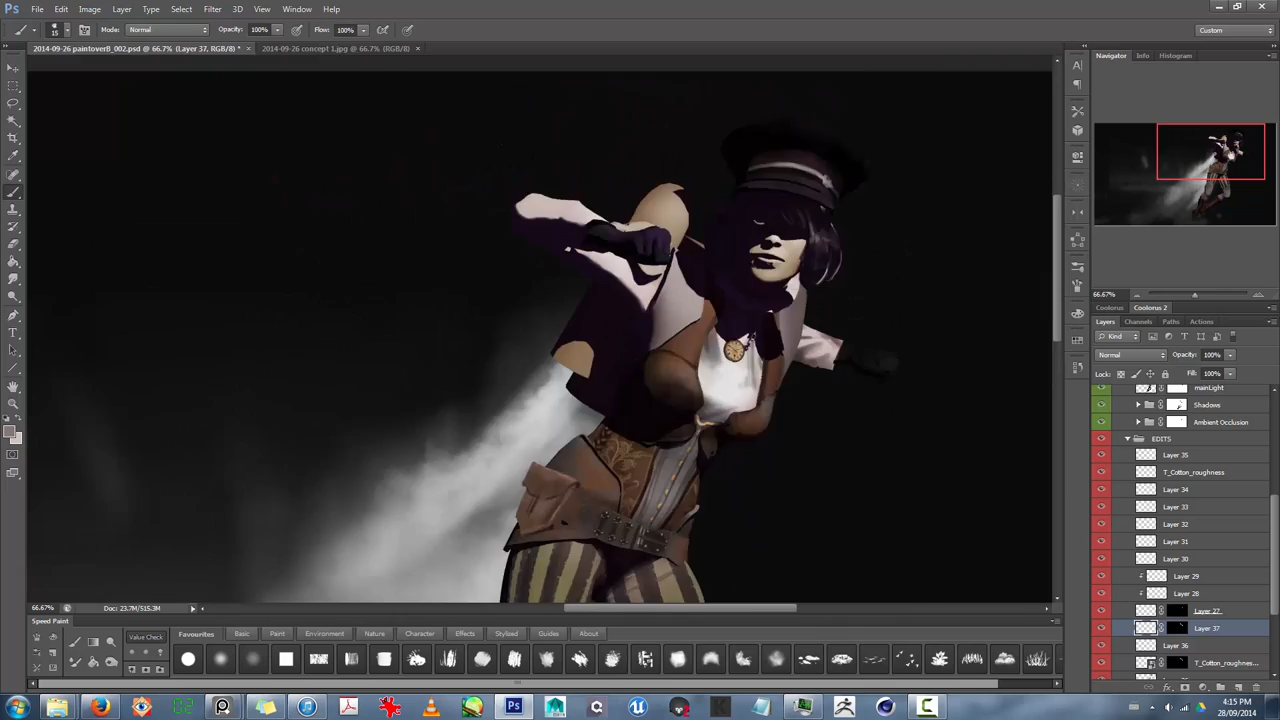 Ps File Edit Image Layer Type Select Filter 3D View Window Help
15 Mode: Normal Opacity: 100% Flow: 100% Custom
2014-09-26 paintoverB_002.psd @ 66.7% (Layer 37, RGB/8) * × 2014-09-26 concept 1.jpg @ 66.7% (RGB/8) ×
Navigator Info Histogram
66.67%
Coolorus Coolorus 2
Layers Channels Paths Actions
Kind
Normal Opacity: 100%
Lock: Fill: 100%
mainLight
Shadows
Ambient Occlusion
EDITS
Layer 35
T_Cotton_roughness
Layer 34
Layer 33
Layer 32
Layer 31
Layer 30
Layer 29
Layer 28
Layer 27
Layer 37
Layer 36
T_Cotton_roughnes...
66.67% Doc: 23.7M/515.3M
Speed Paint
Value Check
Favourites Basic Paint Environment Nature Character Effects Stylized Guides About
4:15 PM
28/09/2014